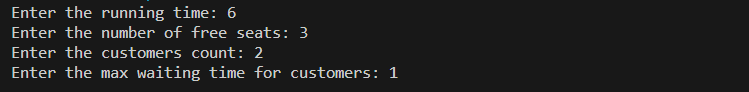 Enter the running time: 6
Enter the number of free seats: 3
Enter the customers count: 2
Enter the max waiting time for customers: 1